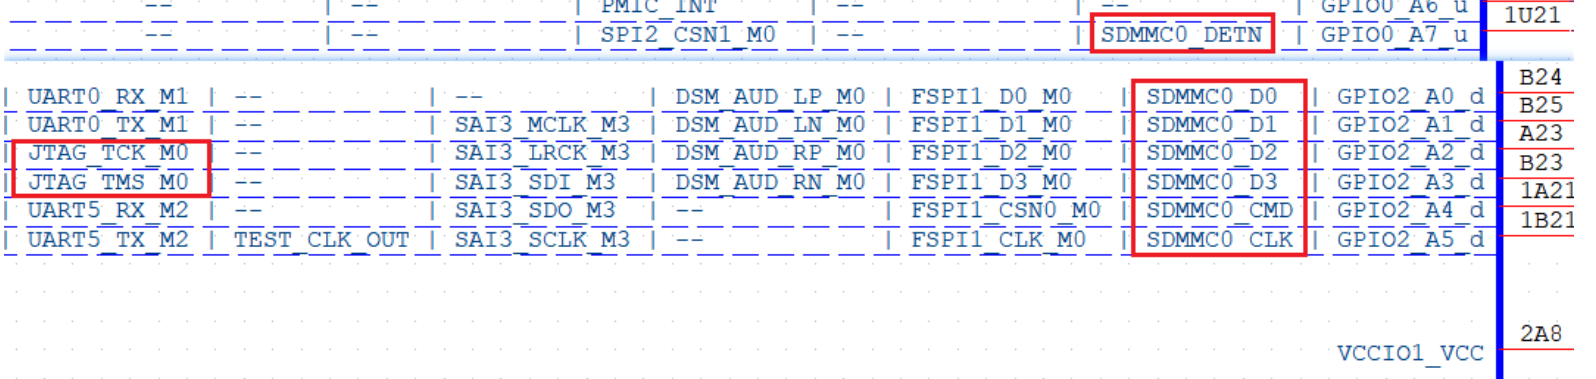 -- | -- | PMIC_INT | -- | -- | GPIO0_A6_u
1U21
-- | -- | SPI2_CSN1_M0 | -- | SDMMC0_DETN | GPIO0_A7_u
B24
| UART0_RX_M1 | -- | -- | DSM_AUD_LP_M0 | FSPI1_D0_M0 | SDMMC0_D0 | GPIO2_A0_d
B25
| UART0_TX_M1 | -- | SAI3_MCLK_M3 | DSM_AUD_LN_M0 | FSPI1_D1_M0 | SDMMC0_D1 | GPIO2_A1_d
A23
| JTAG_TCK_M0 | -- | SAI3_LRCK_M3 | DSM_AUD_RP_M0 | FSPI1_D2_M0 | SDMMC0_D2 | GPIO2_A2_d
B23
| JTAG_TMS_M0 | -- | SAI3_SDI_M3 | DSM_AUD_RN_M0 | FSPI1_D3_M0 | SDMMC0_D3 | GPIO2_A3_d
1A21
| UART5_RX_M2 | -- | SAI3_SDO_M3 | -- | FSPI1_CSN0_M0 | SDMMC0_CMD | GPIO2_A4_d
1B21
| UART5_TX_M2 | TEST_CLK_OUT | SAI3_SCLK_M3 | -- | FSPI1_CLK_M0 | SDMMC0_CLK | GPIO2_A5_d
2A8
VCCIO1_VCC